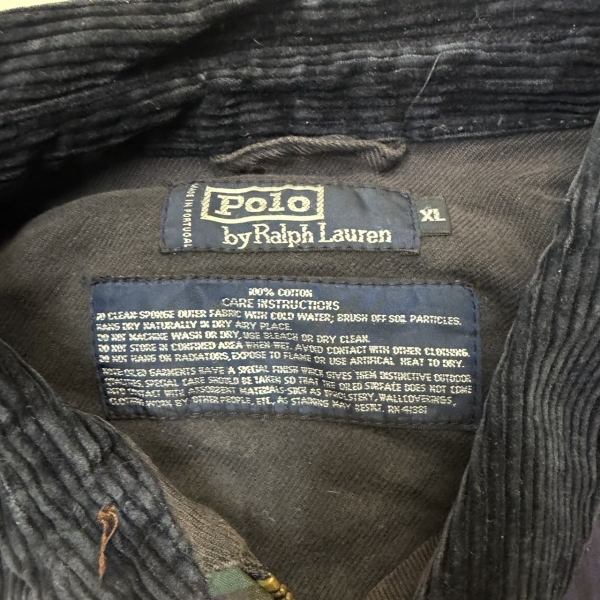 MADE IN PORTUGAL
Polo
by Ralph Lauren
XL
100% COTTON
CARE INSTRUCTIONS
TO CLEAN: SPONGE OUTER FABRIC WITH COLD WATER; BRUSH OFF SOIL PARTICLES.
HANG DRY NATURALLY IN DRY AIRY PLACE.
DO NOT MACHINE WASH OR DRY, USE BLEACH OR DRY CLEAN.
DO NOT STORE IN CONFINED AREA WHEN WET. AVOID CONTACT WITH OTHER CLOTHING.
DO NOT HANG ON RADIATORS, EXPOSE TO FLAME OR USE ARTIFICAL HEAT TO DRY.
THESE OILED GARMENTS HAVE A SPECIAL FINISH WHICH GIVES THEM DISTINCTIVE OUTDOOR
SPECIAL CARE SHOULD BE TAKEN SO THAT THE OILED SURFACE DOES NOT COME
CONTACT WITH ABSORBENT MATERIALS SUCH AS UPHOLSTERY, WALLCOVERINGS,
CLOTHING WORN BY OTHER PEOPLE, ETC., AS STAINING MAY RESULT. RN 41381